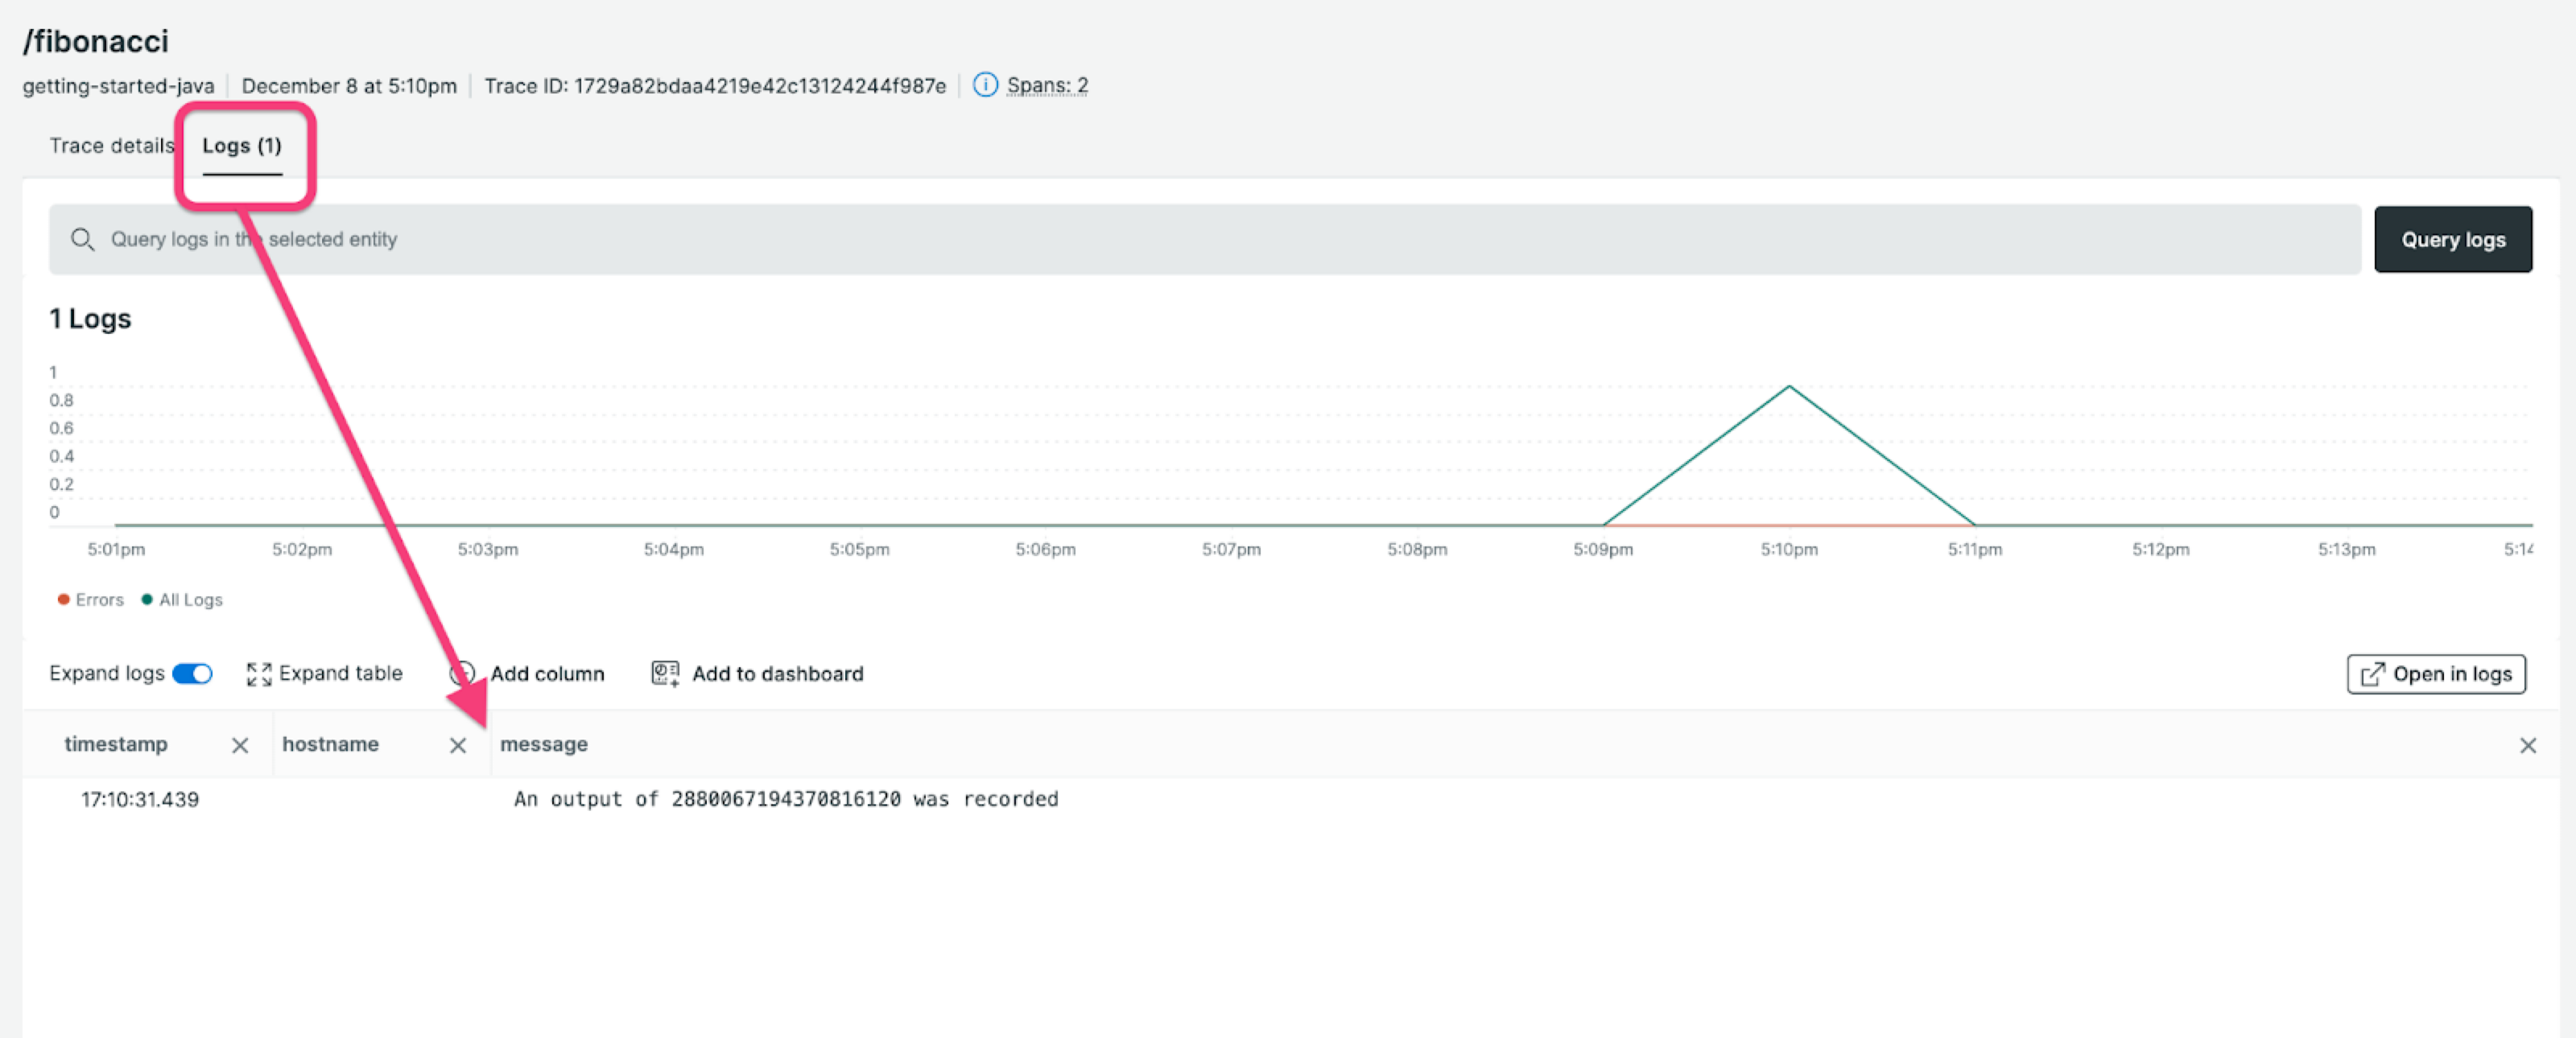 /fibonacci
getting-started-java December 8 at 5:10pm Trace ID: 1729a82bdaa4219e42c13124244f987e Spans: 2
Trace details Logs (1)
Query logs in the selected entity Query logs
1 Logs
1
0.8
0.6
0.4
0.2
0
5:01pm 5:02pm 5:03pm 5:04pm 5:05pm 5:06pm 5:07pm 5:08pm 5:09pm 5:10pm 5:11pm 5:12pm 5:13pm 5:14
Errors All Logs
Expand logs Expand table Add column Add to dashboard Open in logs
timestamp hostname message
17:10:31.439 An output of 2880067194370816120 was recorded